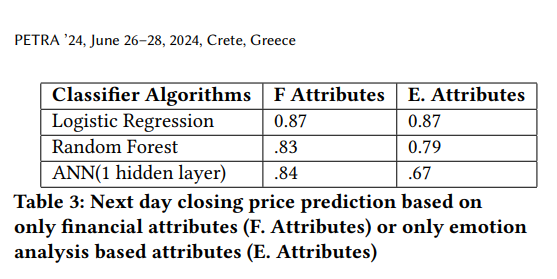 PETRA ’24, June 26–28, 2024, Crete, Greece
Classifier Algorithms F Attributes E. Attributes
Logistic Regression 0.87 0.87
Random Forest .83 0.79
ANN(1 hidden layer) .84 .67
Table 3: Next day closing price prediction based on
only financial attributes (F. Attributes) or only emotion
analysis based attributes (E. Attributes)